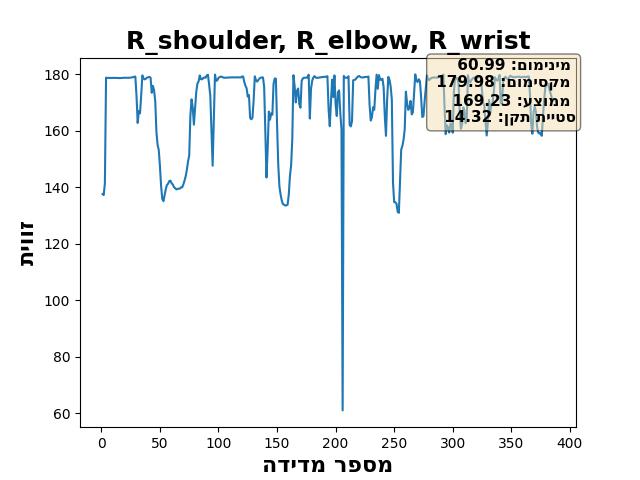 R_shoulder, R_elbow, R_wrist
מינימום: 60.99
מקסימום: 179.98
ממוצע: 169.23
סטיית תקן: 14.32
180
160
140
120
100
80
60
זווית
0 50 100 150 200 250 300 350 400
מספר מדידה